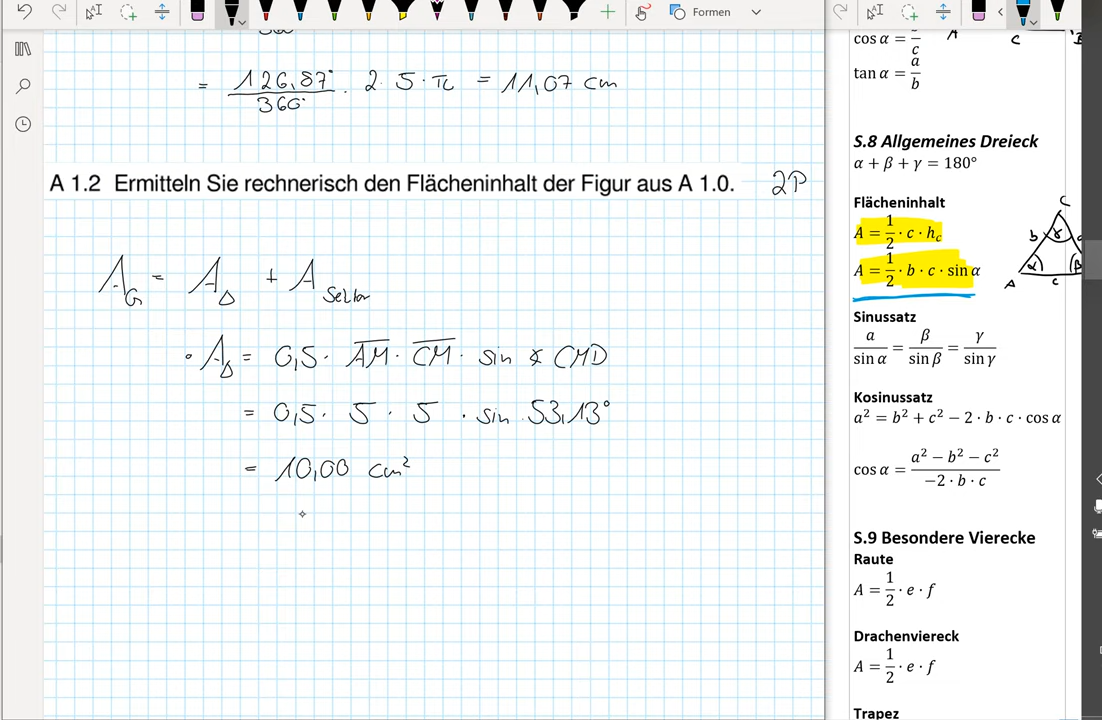 Formen
= 126,87° / 360° · 2 · 5 · π = 11,07 cm
A 1.2 Ermitteln Sie rechnerisch den Flächeninhalt der Figur aus A 1.0. 2P
A_G = A_Δ + A_Sektor
• A_Δ = 0,5 · AM · CM · sin ∢ CMD
= 0,5 · 5 · 5 · sin 53,13°
= 10,00 cm²
cos α = b/c
tan α = a/b
A C B
S.8 Allgemeines Dreieck
α + β + γ = 180°
Flächeninhalt
A = 1/2 · c · h_c
A = 1/2 · b · c · sin α
C
b γ
α β
A c
Sinussatz
a / sin α = β / sin β = γ / sin γ
Kosinussatz
a² = b² + c² − 2 · b · c · cos α
cos α = a² − b² − c² / −2 · b · c
S.9 Besondere Vierecke
Raute
A = 1/2 · e · f
Drachenviereck
A = 1/2 · e · f
Trapez